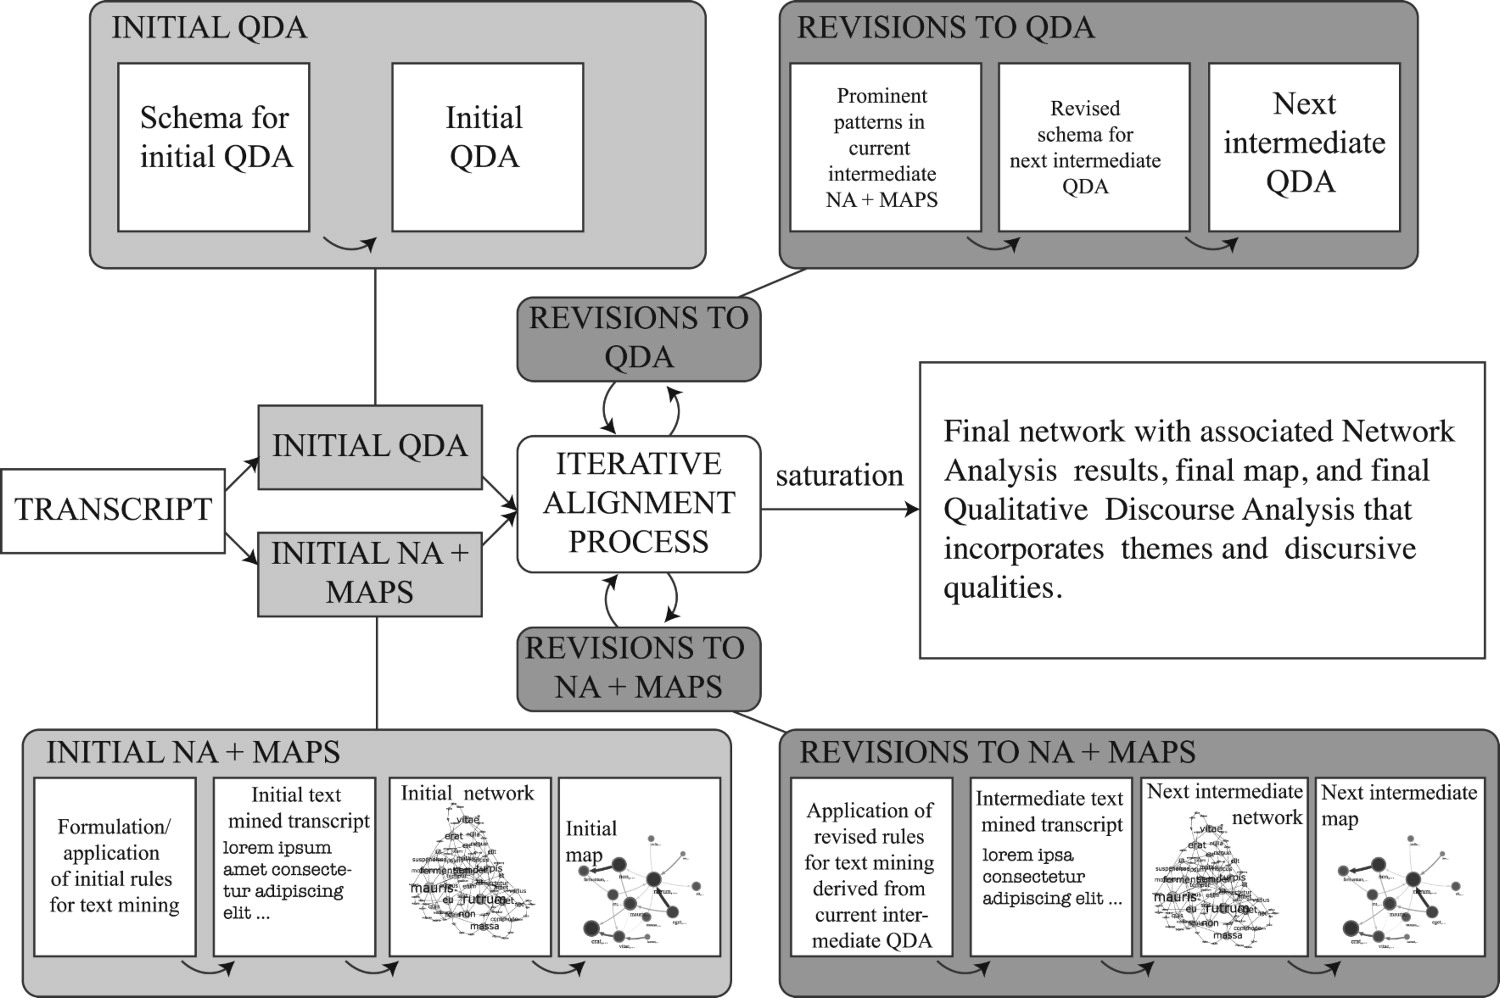 INITIAL QDA
Schema for
initial QDA
Initial
QDA
REVISIONS TO QDA
Prominent
patterns in
current
intermediate
NA + MAPS
Revised
schema for
next intermediate
QDA
Next
intermediate
QDA
REVISIONS TO
QDA
TRANSCRIPT
INITIAL QDA
INITIAL NA +
MAPS
ITERATIVE
ALIGNMENT
PROCESS
saturation
Final network with associated Network
Analysis results, final map, and final
Qualitative Discourse Analysis that
incorporates themes and discursive
qualities.
REVISIONS TO
NA + MAPS
INITIAL NA + MAPS
Formulation/
application
of initial rules
for text mining
Initial text
mined transcript
lorem ipsum
amet consecte-
tur adipiscing
elit ...
Initial network
vitae
erat
mauris
rutrum
eu
non
massa
Initial
map
REVISIONS TO NA + MAPS
Application of
revised rules
for text mining
derived from
current inter-
mediate QDA
Intermediate text
mined transcript
lorem ipsa
consectetur
adipiscing elit ...
Next intermediate
network
vitae
erat
mauris
rutrum
eu
non
massa
Next intermediate
map